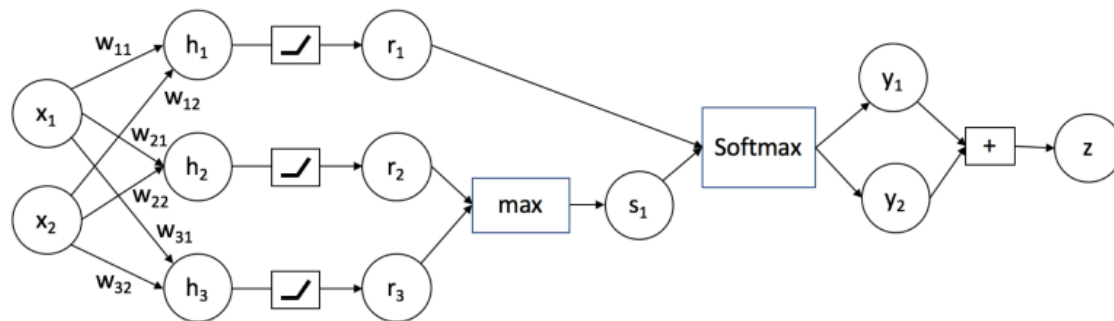 w₁₁
h₁
r₁
x₁
w₁₂
y₁
w₂₁
h₂
r₂
Softmax
+
z
x₂
w₂₂
max
s₁
y₂
w₃₁
w₃₂
h₃
r₃